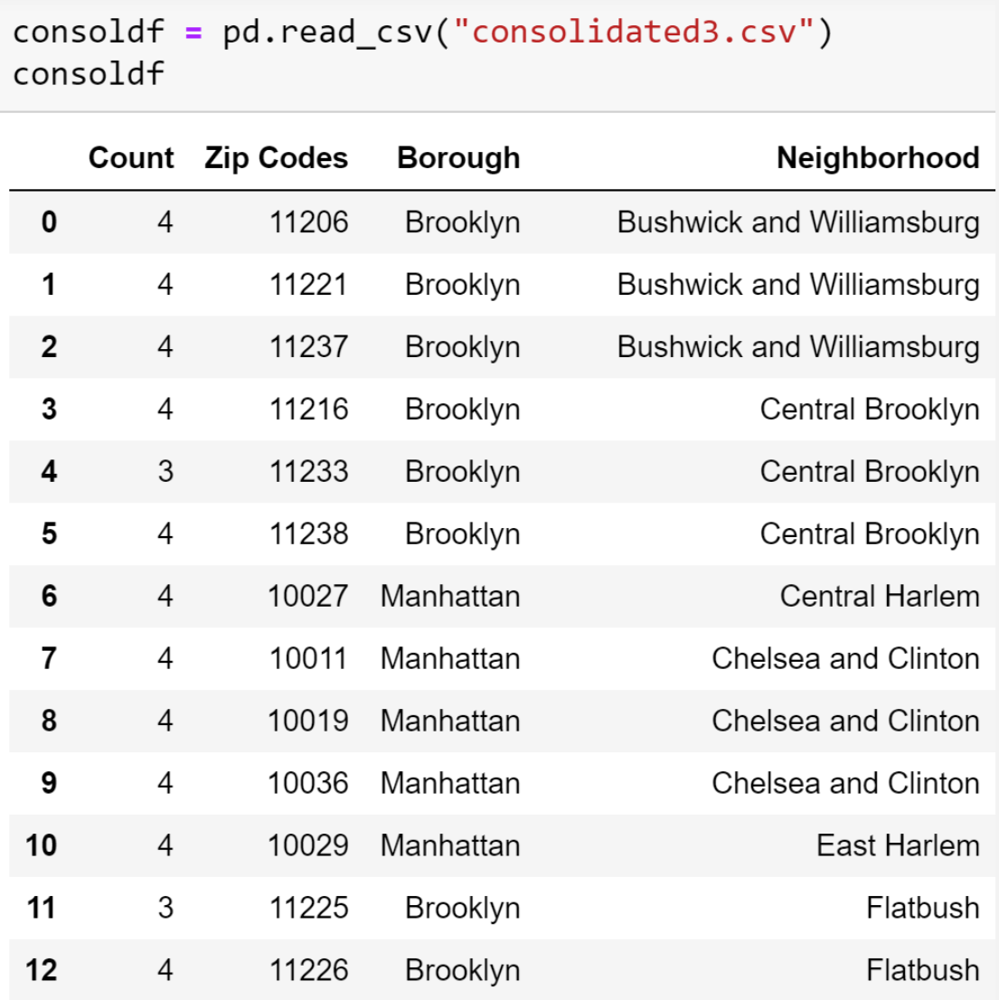 consoldf = pd.read_csv("consolidated3.csv")
consoldf
Count Zip Codes Borough Neighborhood
0 4 11206 Brooklyn Bushwick and Williamsburg
1 4 11221 Brooklyn Bushwick and Williamsburg
2 4 11237 Brooklyn Bushwick and Williamsburg
3 4 11216 Brooklyn Central Brooklyn
4 3 11233 Brooklyn Central Brooklyn
5 4 11238 Brooklyn Central Brooklyn
6 4 10027 Manhattan Central Harlem
7 4 10011 Manhattan Chelsea and Clinton
8 4 10019 Manhattan Chelsea and Clinton
9 4 10036 Manhattan Chelsea and Clinton
10 4 10029 Manhattan East Harlem
11 3 11225 Brooklyn Flatbush
12 4 11226 Brooklyn Flatbush